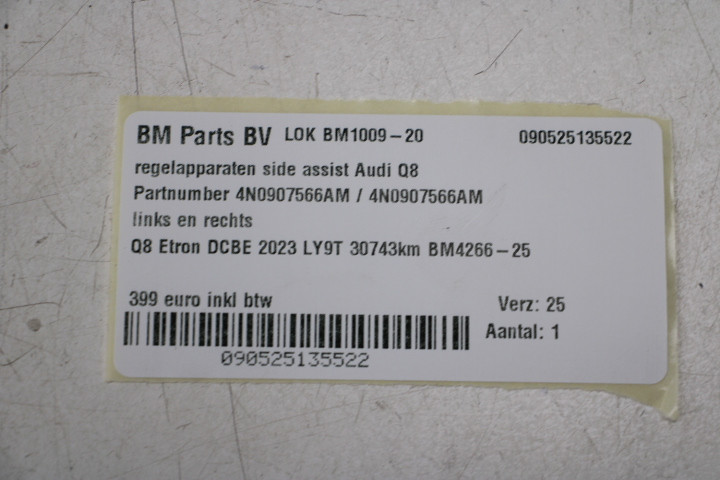 BM Parts BV LOK BM1009-20 090525135522
regelapparaten side assist Audi Q8
Partnumber 4N0907566AM / 4N0907566AM
links en rechts
Q8 Etron DCBE 2023 LY9T 30743km BM4266-25
399 euro inkl btw Verz: 25
Aantal: 1
090525135522